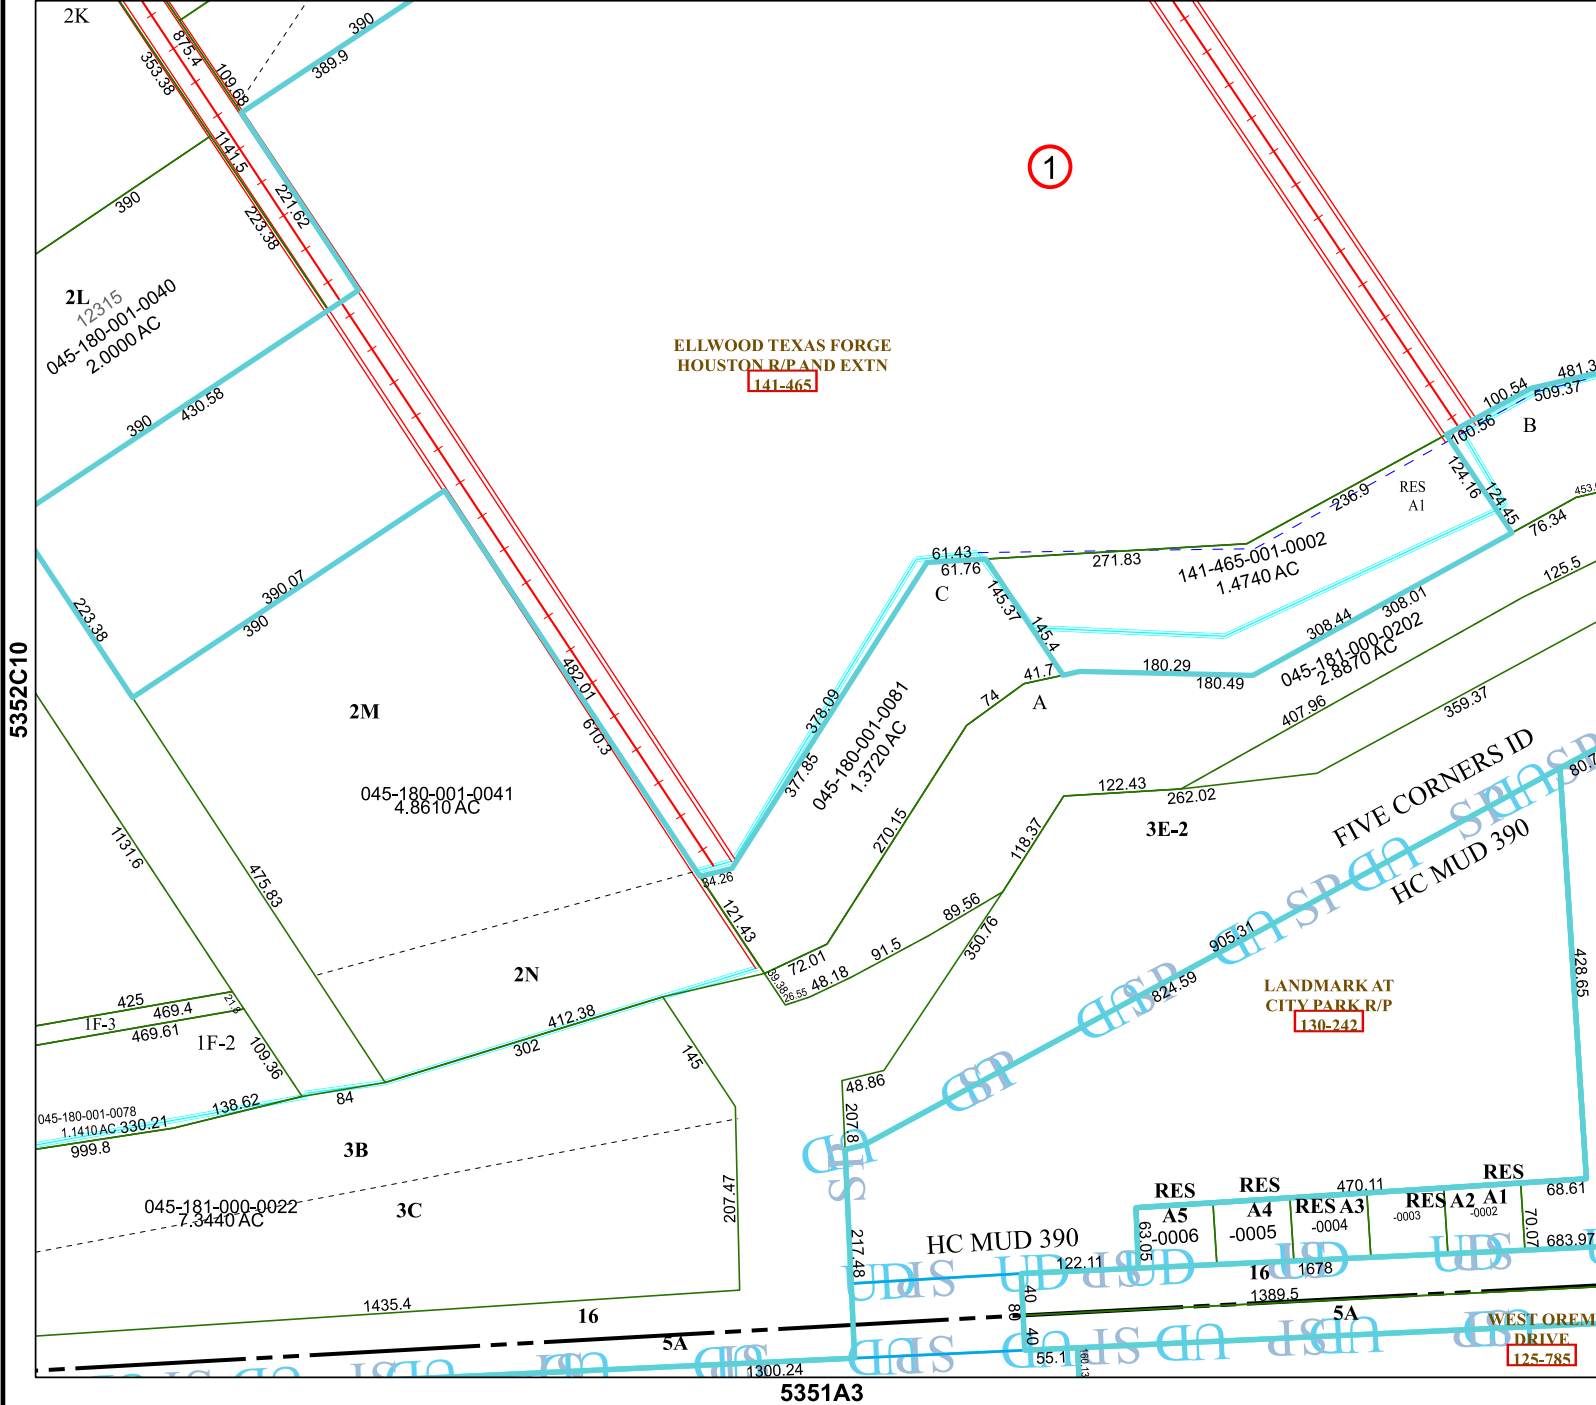 2K
875.4
353.38
109.68
390
389.9
1141.5
221.62
223.38
390
1
2L
12315
045-180-001-0040
2.0000 AC
ELLWOOD TEXAS FORGE
HOUSTON R/P AND EXTN
141-465
390
430.58
100.54
481.3
509.37
100.56
B
124.16
124.45
RES
A1
236.9
76.34
61.43
61.76
271.83
141-465-001-0002
1.4740 AC
125.5
C
145.37
145.4
390.07
390
223.38
308.44
308.01
045-181-000-0202
2.8870 AC
180.29
180.49
41.7
74
A
407.96
359.37
5352C10
2M
482.01
610.3
378.09
377.85
045-180-001-0081
1.3720 AC
045-180-001-0041
4.8610 AC
122.43
262.02
3E-2
FIVE CORNERS ID
HC MUD 390
80.7
1131.6
475.83
270.15
118.37
34.26
121.43
89.56
91.5
350.76
905.31
824.59
428.65
2N
72.01
39.38
26.55
48.18
LANDMARK AT
CITY PARK R/P
130-242
425
469.4
21.8
1F-3
469.61
1F-2
109.36
412.38
302
145
48.86
207.8
045-180-001-0078
1.1410 AC
330.21
138.62
84
999.8
3B
045-181-000-0022
7.3440 AC
3C
207.47
217.48
HC MUD 390
122.11
RES
A5
-0006
63.05
RES
A4
-0005
RES A3
-0004
470.11
RES A2
-0003
RES
A1
-0002
70.07
68.61
683.97
16
1678
1389.5
5A
40
80
40
1435.4
16
5A
1300.24
55.1
160.13
WEST OREM
DRIVE
125-785
5351A3